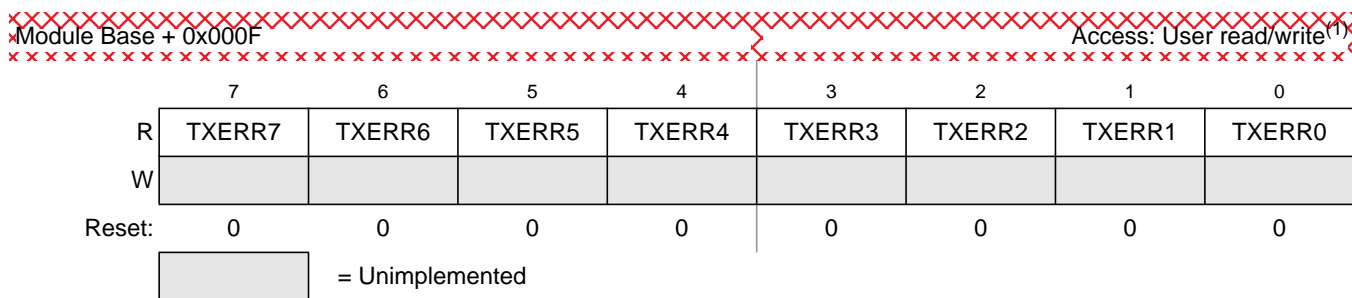 Module Base + 0x000F Access: User read/write(1)
7 6 5 4 3 2 1 0
R TXERR7 TXERR6 TXERR5 TXERR4 TXERR3 TXERR2 TXERR1 TXERR0
W
Reset: 0 0 0 0 0 0 0 0
= Unimplemented